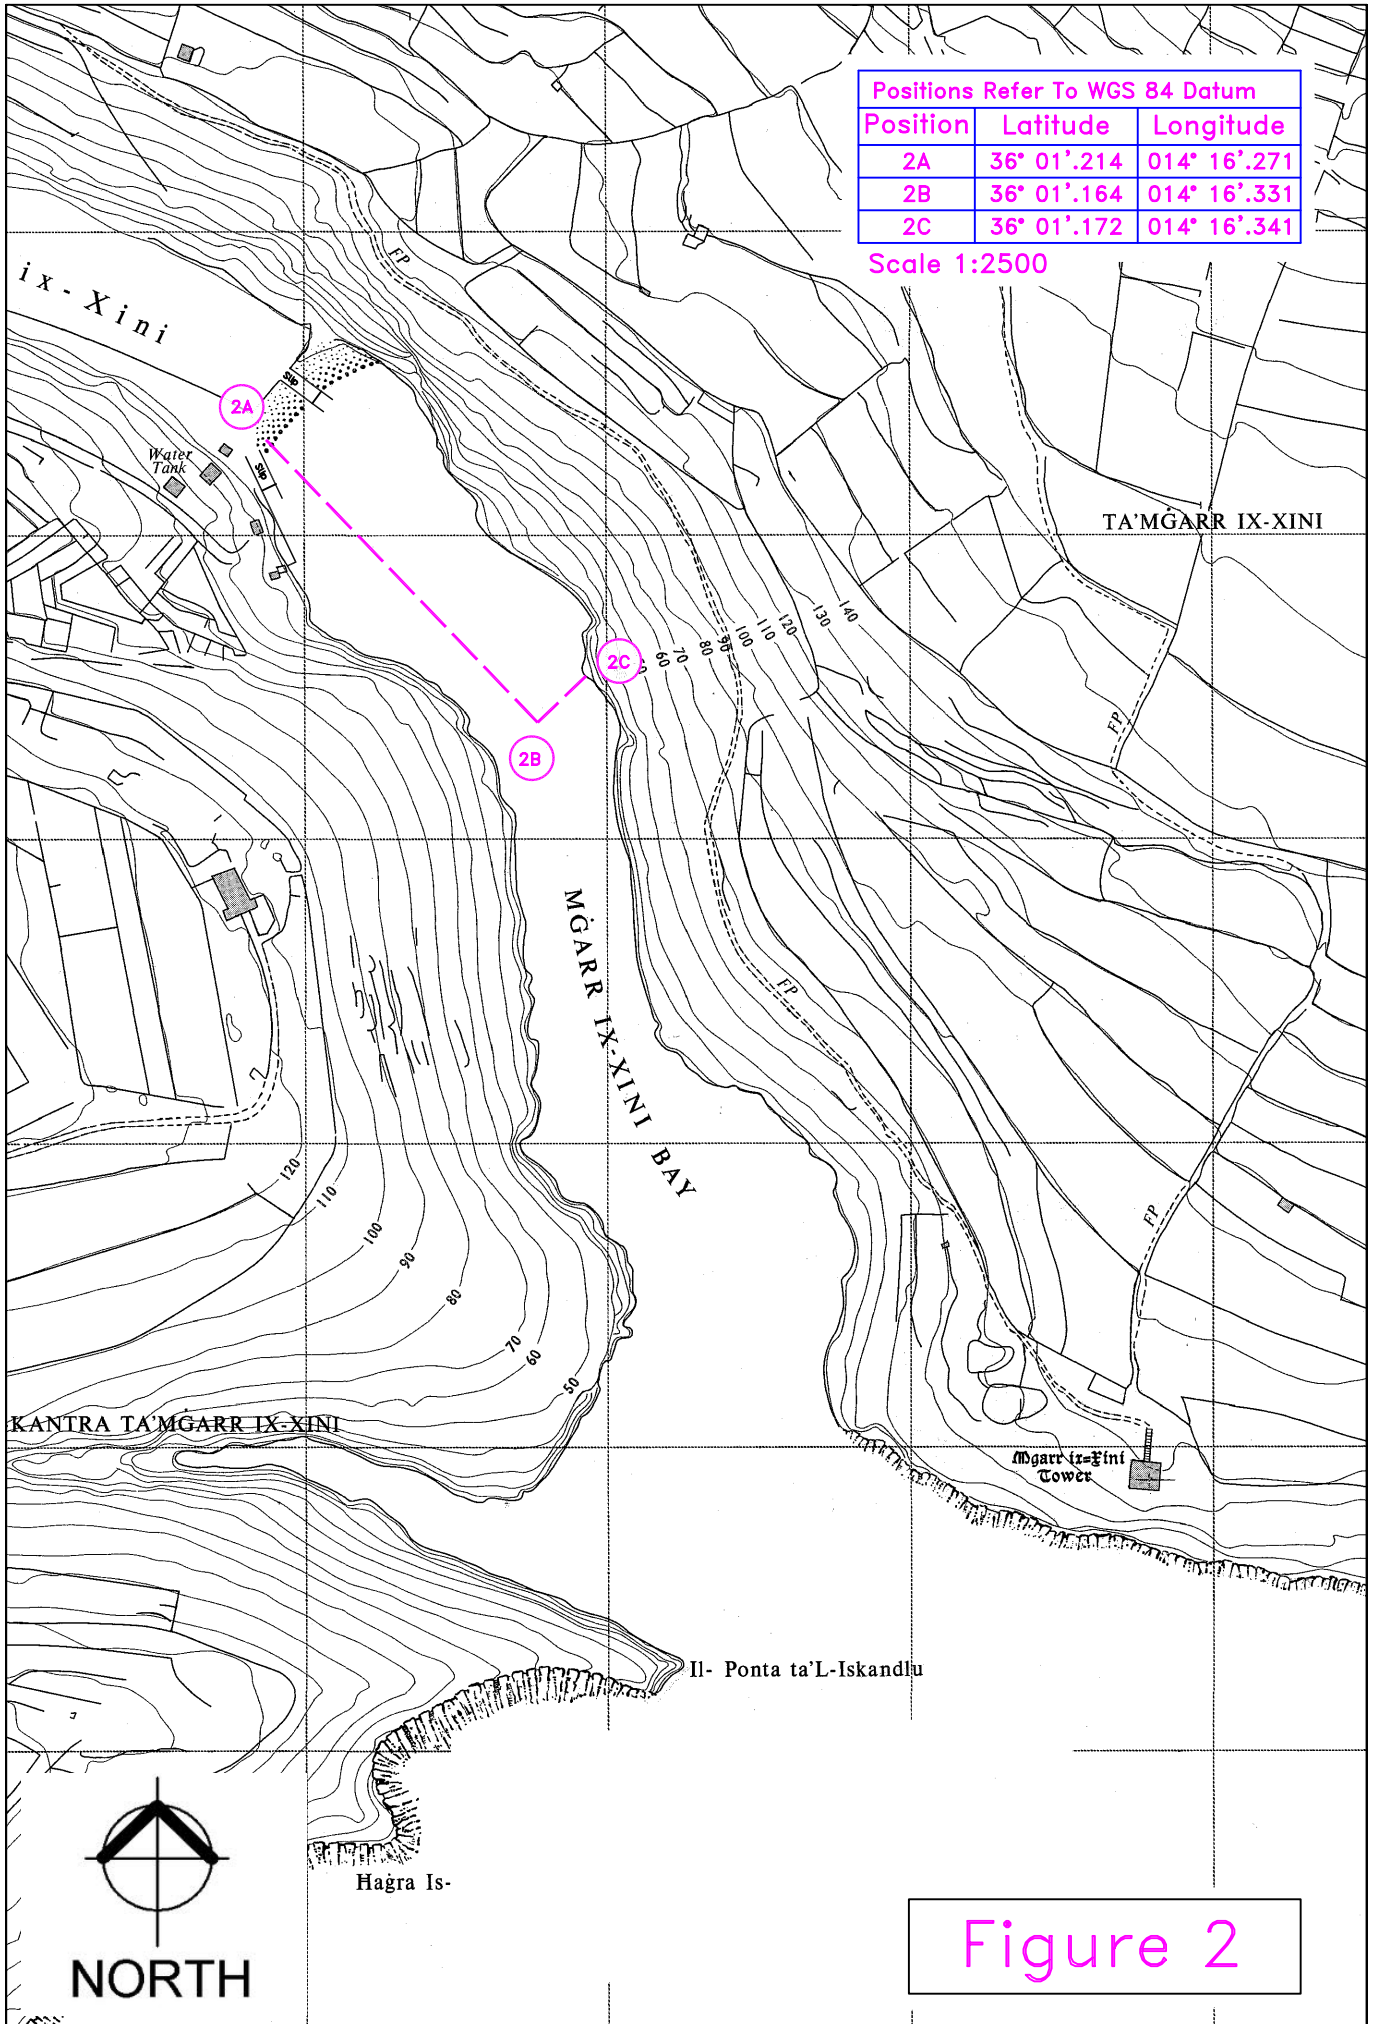 Positions Refer To WGS 84 Datum
Position Latitude Longitude
2A 36° 01'.214 014° 16'.271
2B 36° 01'.164 014° 16'.331
2C 36° 01'.172 014° 16'.341
Scale 1:2500
FP
ix-Xini
Slip
2A
Water
Tank
Slip
TA'MĠARR IX-XINI
140
130
120
110
100
90
80
70
60
2C
FP
2B
MĠARR IX-XINI BAY
FP
120
110
100
90
80
70
60
50
FP
KANTRA TA'MĠARR IX-XINI
Mgarr ix=Xini
Tower
Il- Ponta ta'L-Iskandlu
Haġra Is-
NORTH
Figure 2